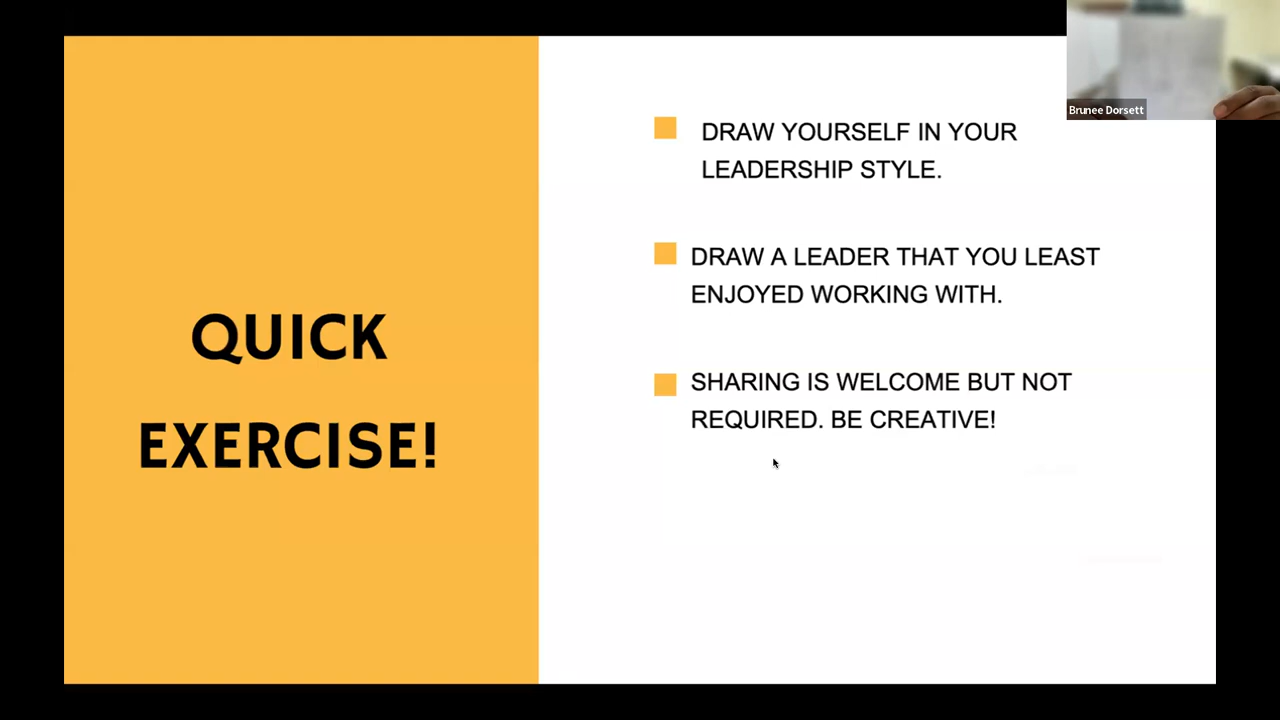 Brunee Dorsett
QUICK
EXERCISE!
DRAW YOURSELF IN YOUR
LEADERSHIP STYLE.
DRAW A LEADER THAT YOU LEAST
ENJOYED WORKING WITH.
SHARING IS WELCOME BUT NOT
REQUIRED. BE CREATIVE!